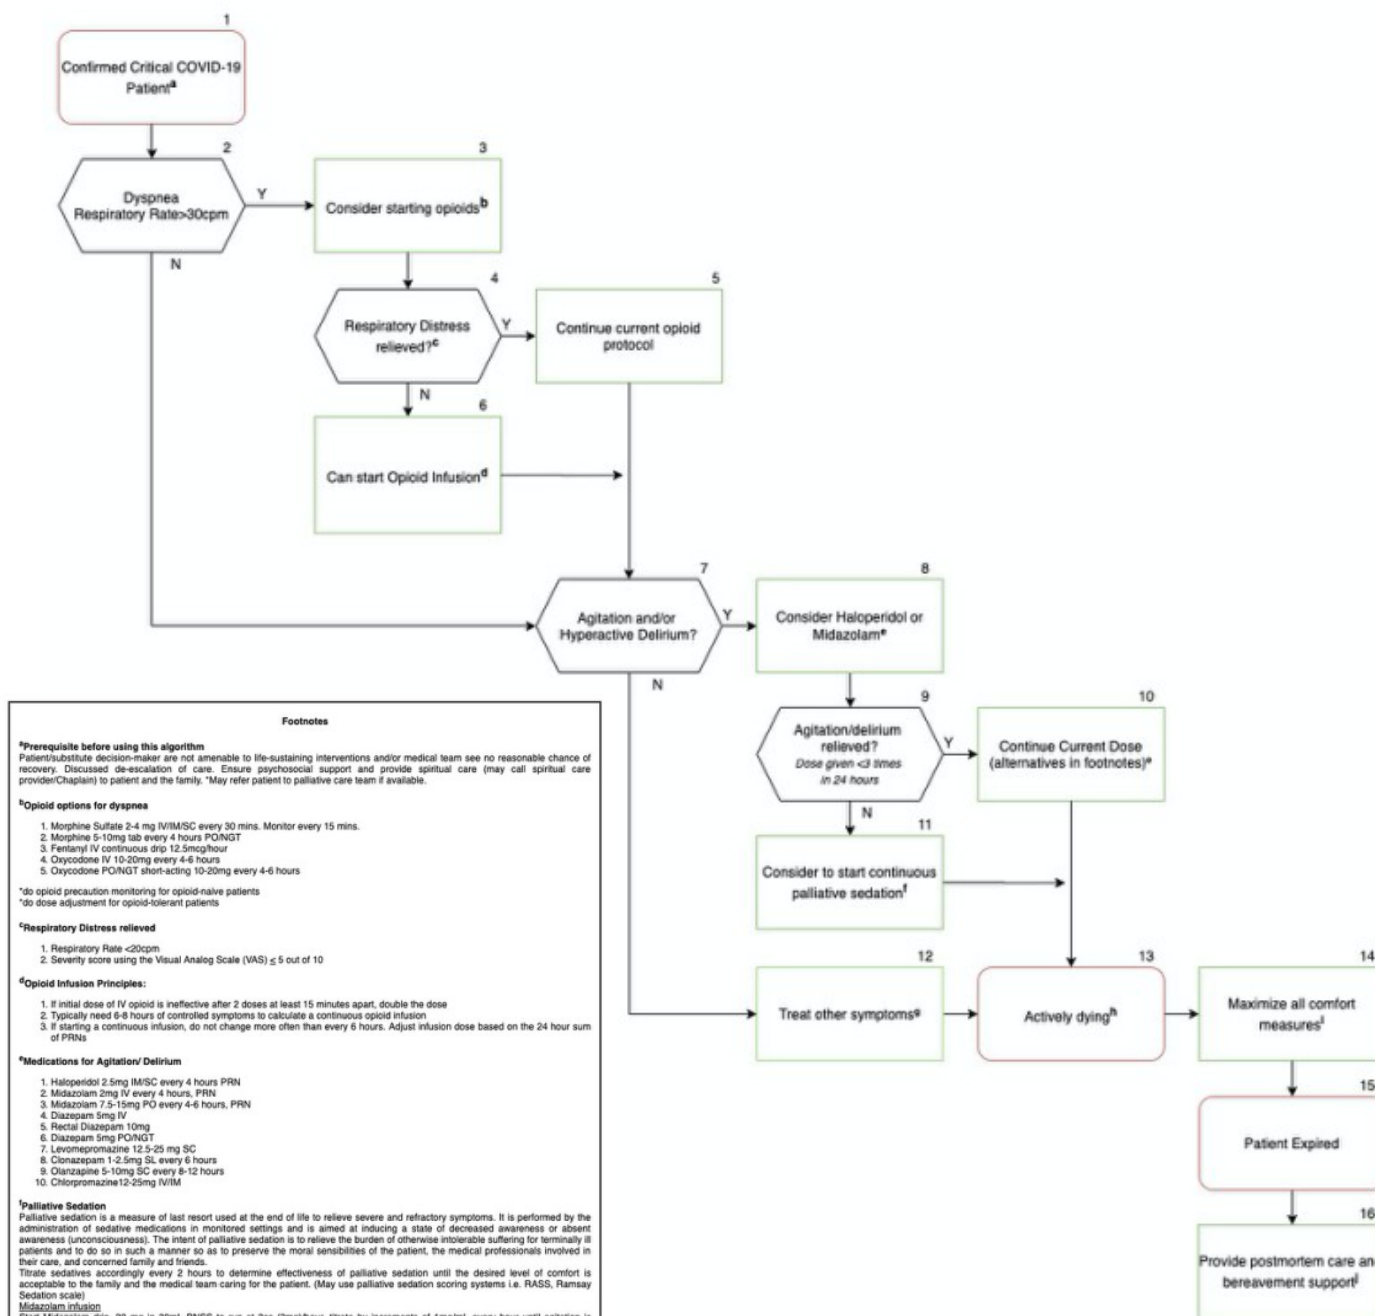 1
Confirmed Critical COVID-19
Patientᵃ
2
Dyspnea
Respiratory Rate>30cpm
Y
N
3
Consider starting opioidsᵇ
4
Respiratory Distress
relieved?ᶜ
Y
N
5
Continue current opioid
protocol
6
Can start Opioid Infusionᵈ
7
Agitation and/or
Hyperactive Delirium?
Y
N
8
Consider Haloperidol or
Midazolamᵉ
9
Agitation/delirium
relieved?
Dose given <3 times
in 24 hours
Y
N
10
Continue Current Dose
(alternatives in footnotes)ᵉ
11
Consider to start continuous
palliative sedationᶠ
12
Treat other symptomsᵍ
13
Actively dyingʰ
14
Maximize all comfort
measuresⁱ
15
Patient Expired
16
Provide postmortem care an
bereavement supportʲ
Footnotes
ᵃPrerequisite before using this algorithm
Patient/substitute decision-maker are not amenable to life-sustaining interventions and/or medical team see no reasonable chance of
recovery. Discussed de-escalation of care. Ensure psychosocial support and provide spiritual care (may call spiritual care
provider/Chaplain) to patient and the family. *May refer patient to palliative care team if available.
ᵇOpioid options for dyspnea
1. Morphine Sulfate 2-4 mg IV/IM/SC every 30 mins. Monitor every 15 mins.
2. Morphine 5-10mg tab every 4 hours PO/NGT
3. Fentanyl IV continuous drip 12.5mcg/hour
4. Oxycodone IV 10-20mg every 4-6 hours
5. Oxycodone PO/NGT short-acting 10-20mg every 4-6 hours
*do opioid precaution monitoring for opioid-naive patients
*do dose adjustment for opioid-tolerant patients
ᶜRespiratory Distress relieved
1. Respiratory Rate <20cpm
2. Severity score using the Visual Analog Scale (VAS) ≤ 5 out of 10
ᵈOpioid Infusion Principles:
1. If initial dose of IV opioid is ineffective after 2 doses at least 15 minutes apart, double the dose
2. Typically need 6-8 hours of controlled symptoms to calculate a continuous opioid infusion
3. If starting a continuous infusion, do not change more often than every 6 hours. Adjust infusion dose based on the 24 hour sum
of PRNs
ᵉMedications for Agitation/ Delirium
1. Haloperidol 2.5mg IM/SC every 4 hours PRN
2. Midazolam 2mg IV every 4 hours, PRN
3. Midazolam 7.5-15mg PO every 4-6 hours, PRN
4. Diazepam 5mg IV
5. Rectal Diazepam 10mg
6. Diazepam 5mg PO/NGT
7. Levomepromazine 12.5-25 mg SC
8. Clonazepam 1-2.5mg SL every 6 hours
9. Olanzapine 5-10mg SC every 8-12 hours
10. Chlorpromazine12-25mg IV/IM
ᶠPalliative Sedation
Palliative sedation is a measure of last resort used at the end of life to relieve severe and refractory symptoms. It is performed by the
administration of sedative medications in monitored settings and is aimed at inducing a state of decreased awareness or absent
awareness (unconsciousness). The intent of palliative sedation is to relieve the burden of otherwise intolerable suffering for terminally ill
patients and to do so in such a manner so as to preserve the moral sensibilities of the patient, the medical professionals involved in
their care, and concerned family and friends.
Titrate sedatives accordingly every 2 hours to determine effectiveness of palliative sedation until the desired level of comfort is
acceptable to the family and the medical team caring for the patient. (May use palliative sedation scoring systems i.e. RASS, Ramsay
Sedation scale)
Midazolam infusion